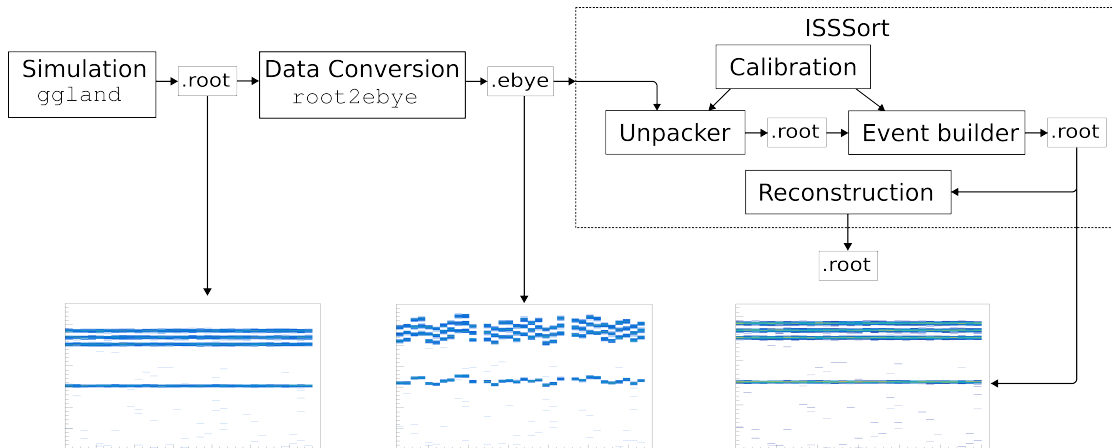 ISSSort
Simulation
ggland
.root
Data Conversion
root2ebye
.ebye
Calibration
Unpacker
.root
Event builder
.root
Reconstruction
.root